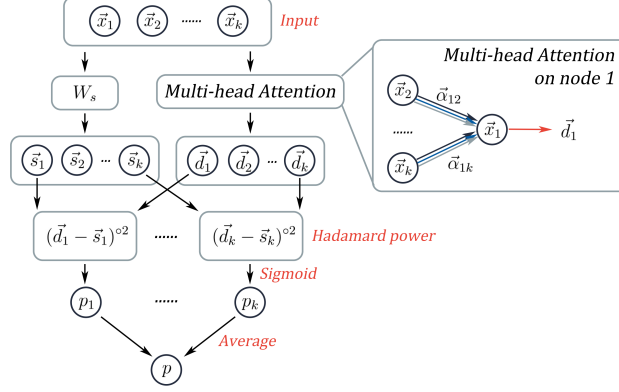 x⃗₁ x⃗₂ ...... x⃗ₖ Input
Wₛ
Multi-head Attention
s⃗₁ s⃗₂ ... s⃗ₖ
d⃗₁ d⃗₂ ... d⃗ₖ
(d⃗₁ − s⃗₁)°² ...... (d⃗ₖ − s⃗ₖ)°² Hadamard power
Sigmoid
p₁ ...... pₖ
Average
p
Multi-head Attention
on node 1
x⃗₂ α⃗₁₂
...... x⃗₁ d⃗₁
x⃗ₖ α⃗₁ₖ